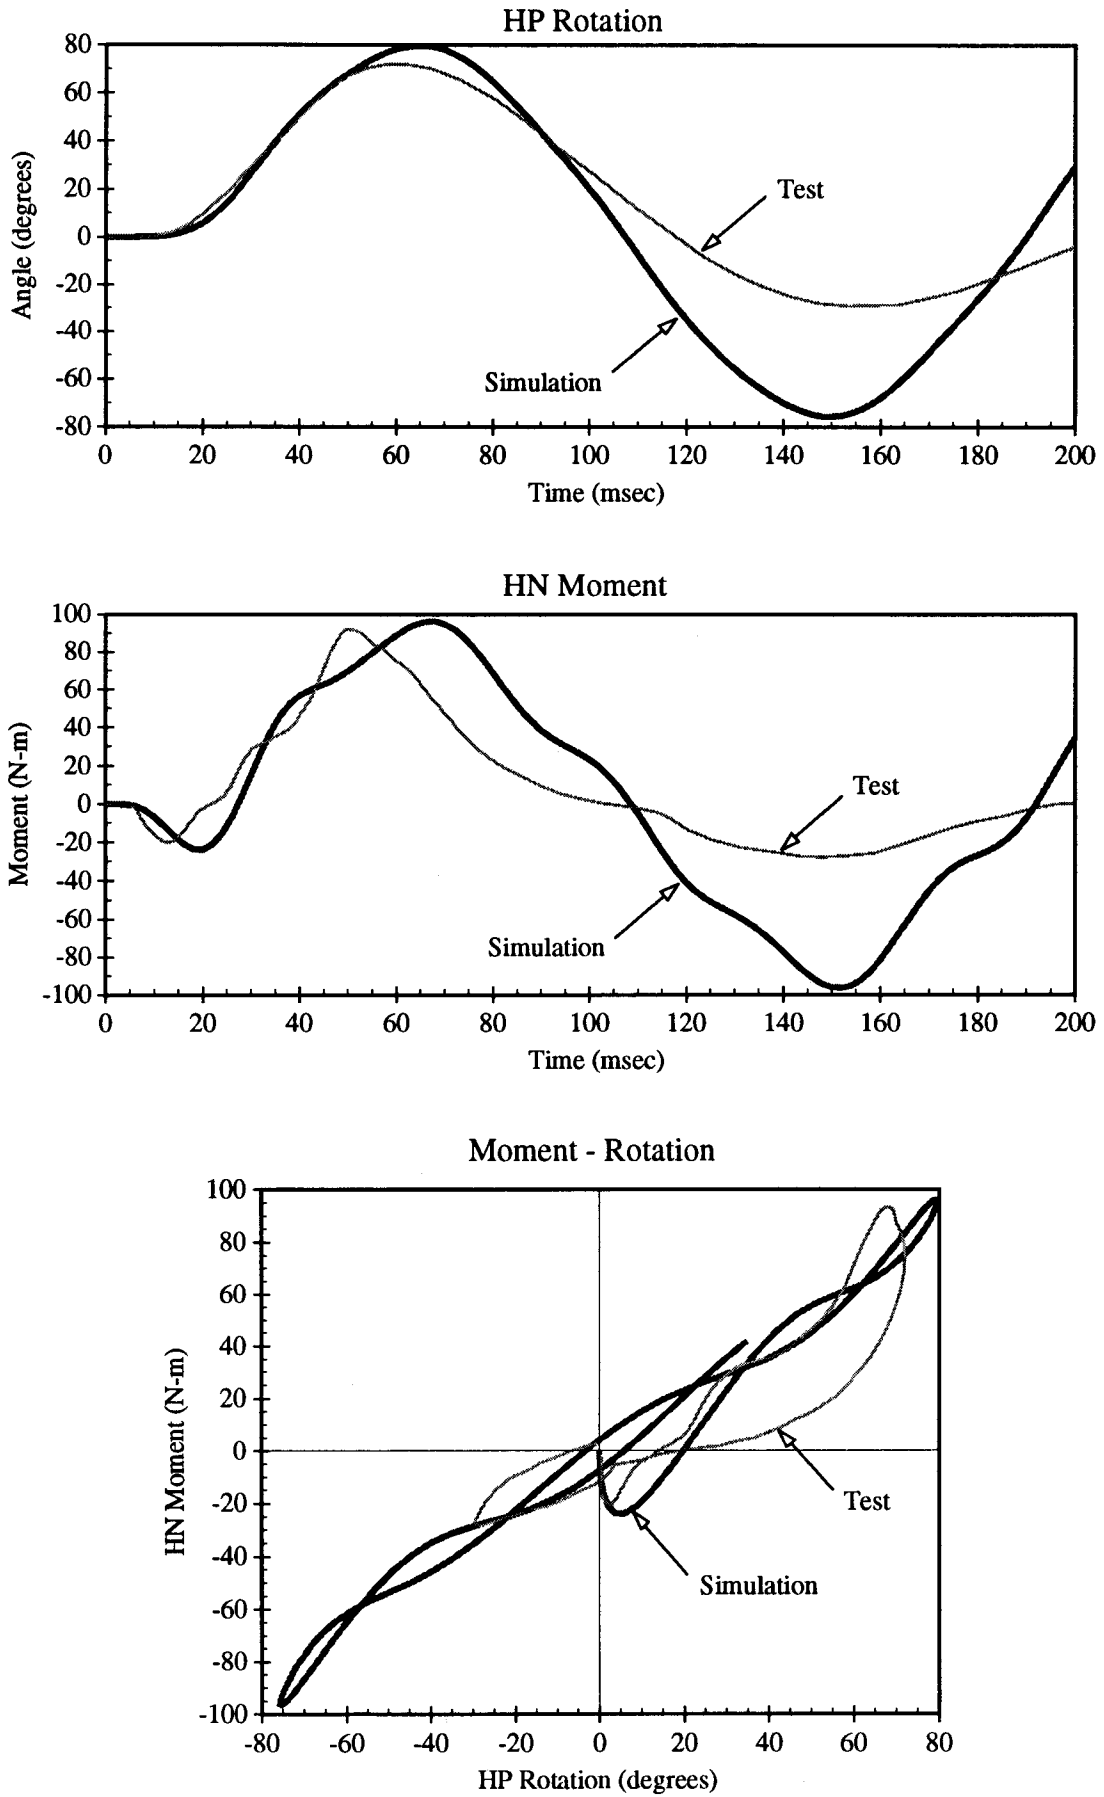 HP Rotation
80
60
40
20
0
-20
-40
-60
-80
Angle (degrees)
Test
Simulation
0 20 40 60 80 100 120 140 160 180 200
Time (msec)
HN Moment
100
80
60
40
20
0
-20
-40
-60
-80
-100
Moment (N-m)
Test
Simulation
0 20 40 60 80 100 120 140 160 180 200
Time (msec)
Moment - Rotation
100
80
60
40
20
0
-20
-40
-60
-80
-100
HN Moment (N-m)
Test
Simulation
-80 -60 -40 -20 0 20 40 60 80
HP Rotation (degrees)